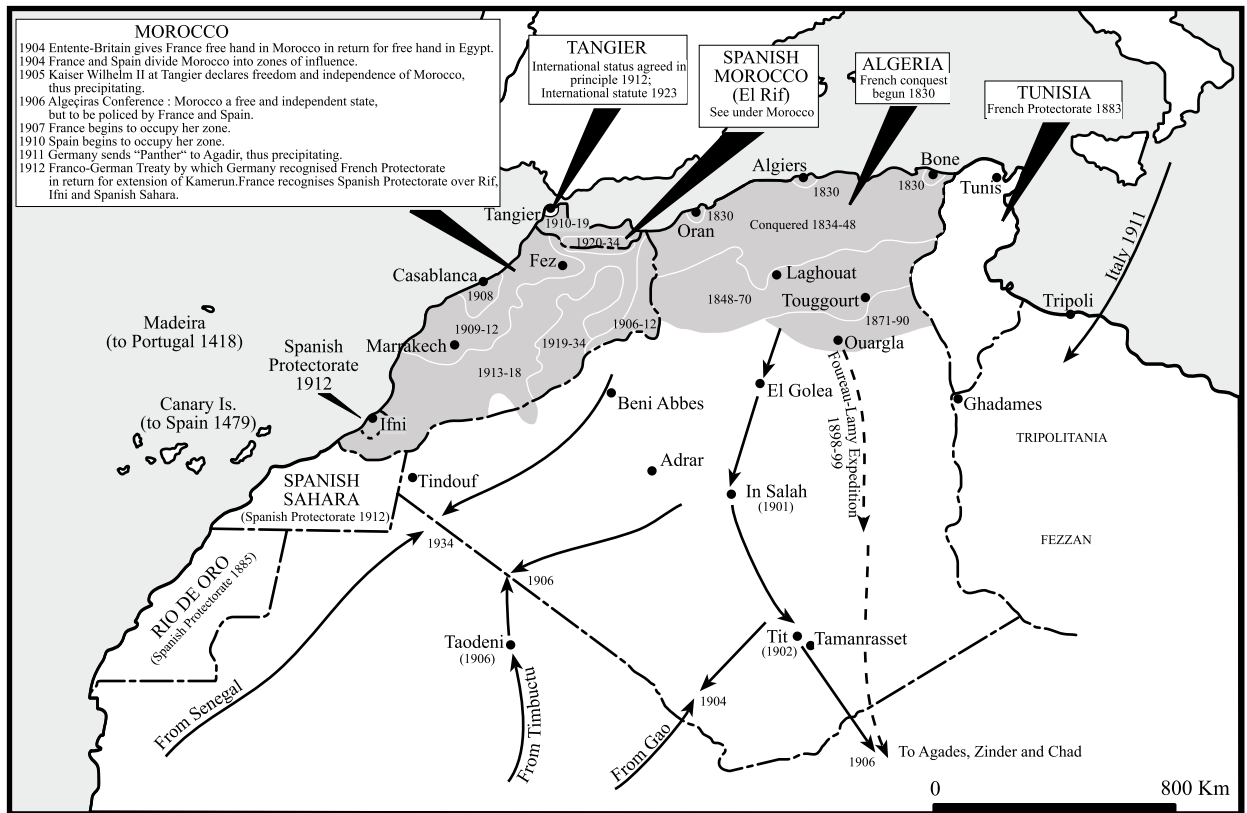 MOROCCO
1904 Entente-Britain gives France free hand in Morocco in return for free hand in Egypt.
1904 France and Spain divide Morocco into zones of influence.
1905 Kaiser Wilhelm II at Tangier declares freedom and independence of Morocco,
thus precipitating.
1906 Algeçiras Conference : Morocco a free and independent state,
but to be policed by France and Spain.
1907 France begins to occupy her zone.
1910 Spain begins to occupy her zone.
1911 Germany sends “Panther“ to Agadir, thus precipitating.
1912 Franco-German Treaty by which Germany recognised French Protectorate
in return for extension of Kamerun.France recognises Spanish Protectorate over Rif,
Ifni and Spanish Sahara.
TANGIER
International status agreed in
principle 1912;
International statute 1923
SPANISH
MOROCCO
(El Rif)
See under Morocco
ALGERIA
French conquest
begun 1830
TUNISIA
French Protectorate 1883
Algiers
1830
Bone
1830
Tunis
Tangier
1910-19
1920-34
Oran
1830
Conquered 1834-48
Italy 1911
Fez
Casablanca
1908
Laghouat
1848-70
Touggourt
1871-90
Tripoli
Madeira
(to Portugal 1418)
1909-12
1906-12
Marrakech
1919-34
1913-18
Ouargla
Spanish
Protectorate
1912
Ifni
Canary Is.
(to Spain 1479)
Beni Abbes
El Golea
Foureau-Lamy Expedition
1898-99
Ghadames
TRIPOLITANIA
Adrar
Tindouf
SPANISH
SAHARA
(Spanish Protectorate 1912)
In Salah
(1901)
1934
FEZZAN
RIO DE ORO
(Spanish Protectorate 1885)
1906
Taodeni
(1906)
Tit
(1902)
Tamanrasset
From Senegal
From Timbuctu
From Gao
1904
1906
To Agades, Zinder and Chad
0
800 Km